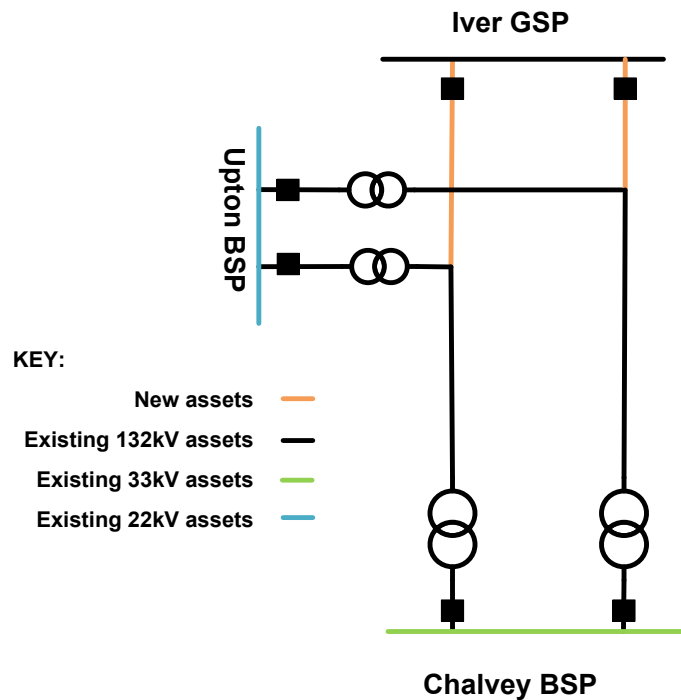 Iver GSP
Upton BSP
KEY:
New assets
Existing 132kV assets
Existing 33kV assets
Existing 22kV assets
Chalvey BSP